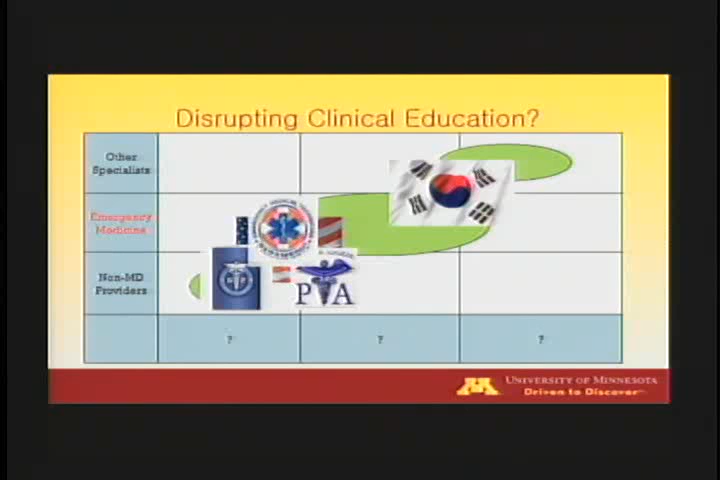 Disrupting Clinical Education?
Other
Specialists
Emergency
Medicine
Non-MD
Providers
PA
?
?
?
UNIVERSITY OF MINNESOTA
Driven to Discover